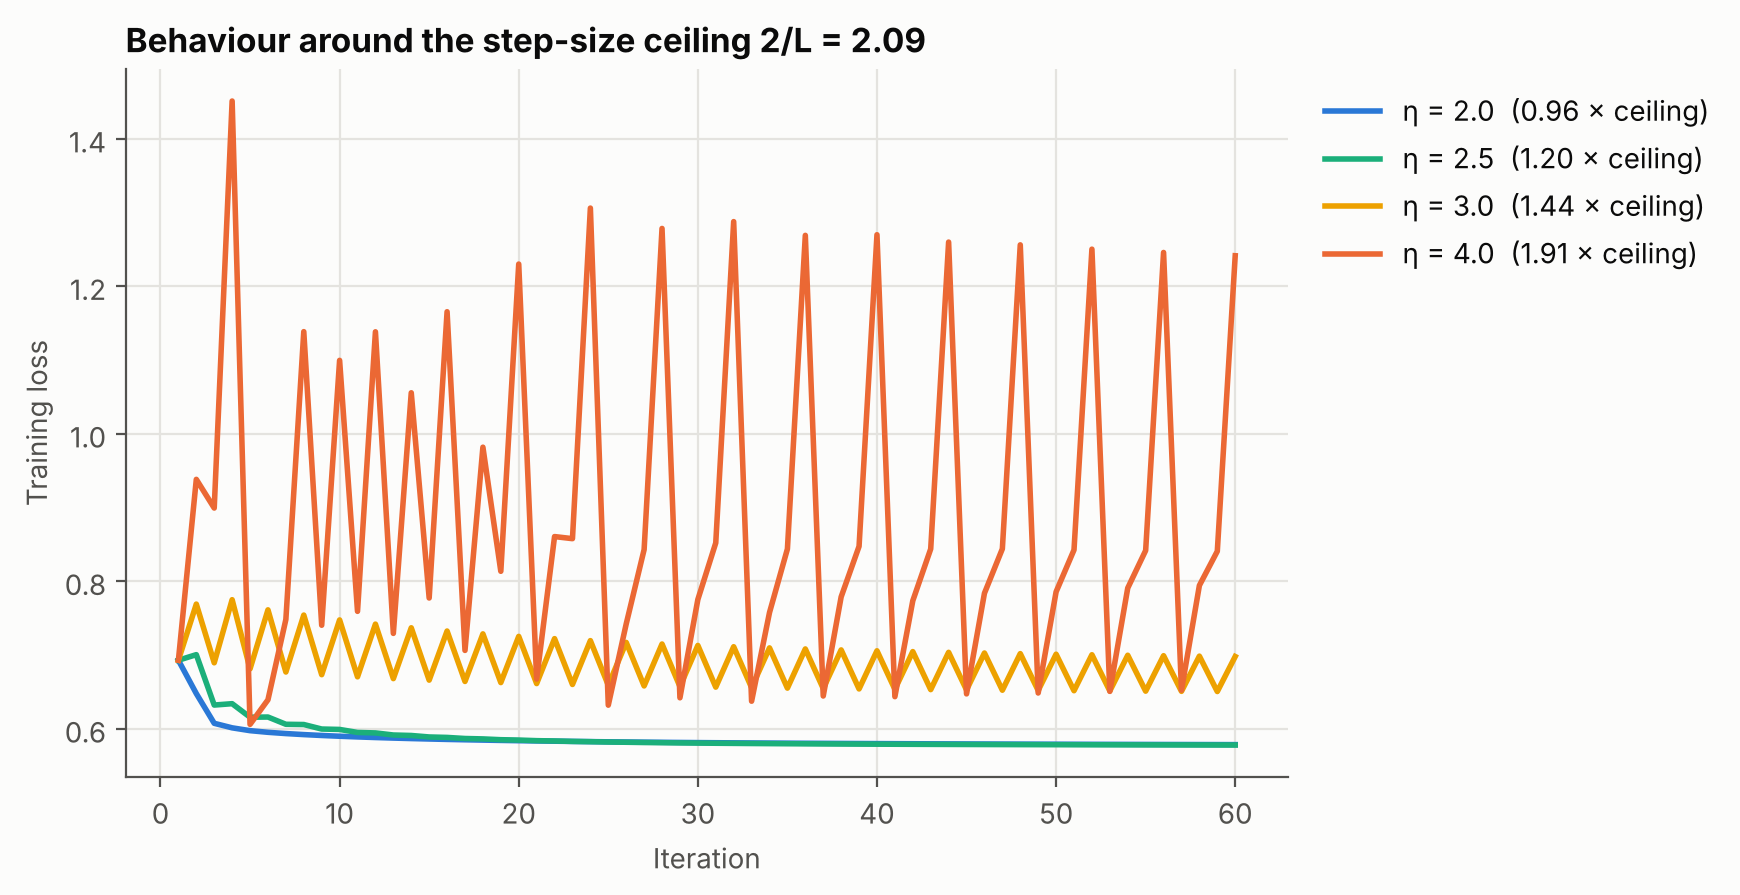 Behaviour around the step-size ceiling 2/L = 2.09
η = 2.0 (0.96 × ceiling)
η = 2.5 (1.20 × ceiling)
η = 3.0 (1.44 × ceiling)
η = 4.0 (1.91 × ceiling)
Training loss
1.4
1.2
1.0
0.8
0.6
0 10 20 30 40 50 60
Iteration